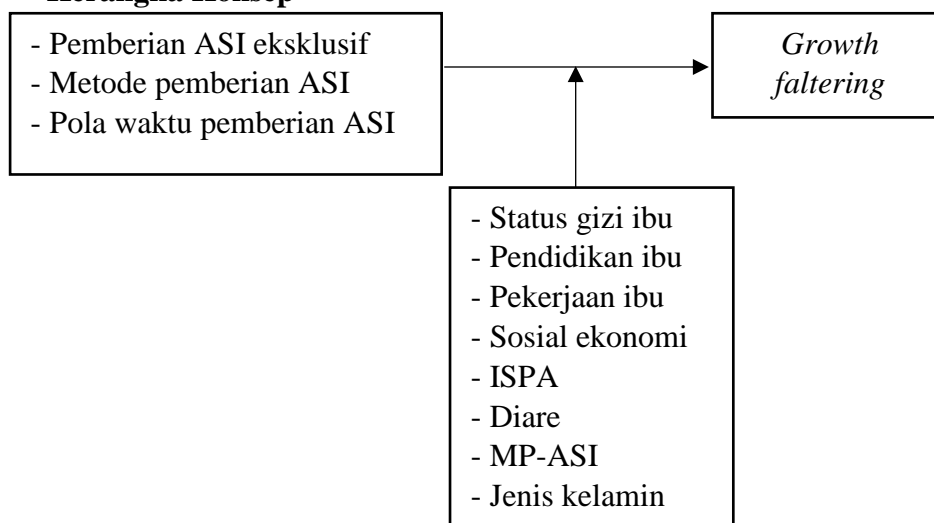 Kerangka Konsep
- Pemberian ASI eksklusif
- Metode pemberian ASI
- Pola waktu pemberian ASI
Growth
faltering
- Status gizi ibu
- Pendidikan ibu
- Pekerjaan ibu
- Sosial ekonomi
- ISPA
- Diare
- MP-ASI
- Jenis kelamin